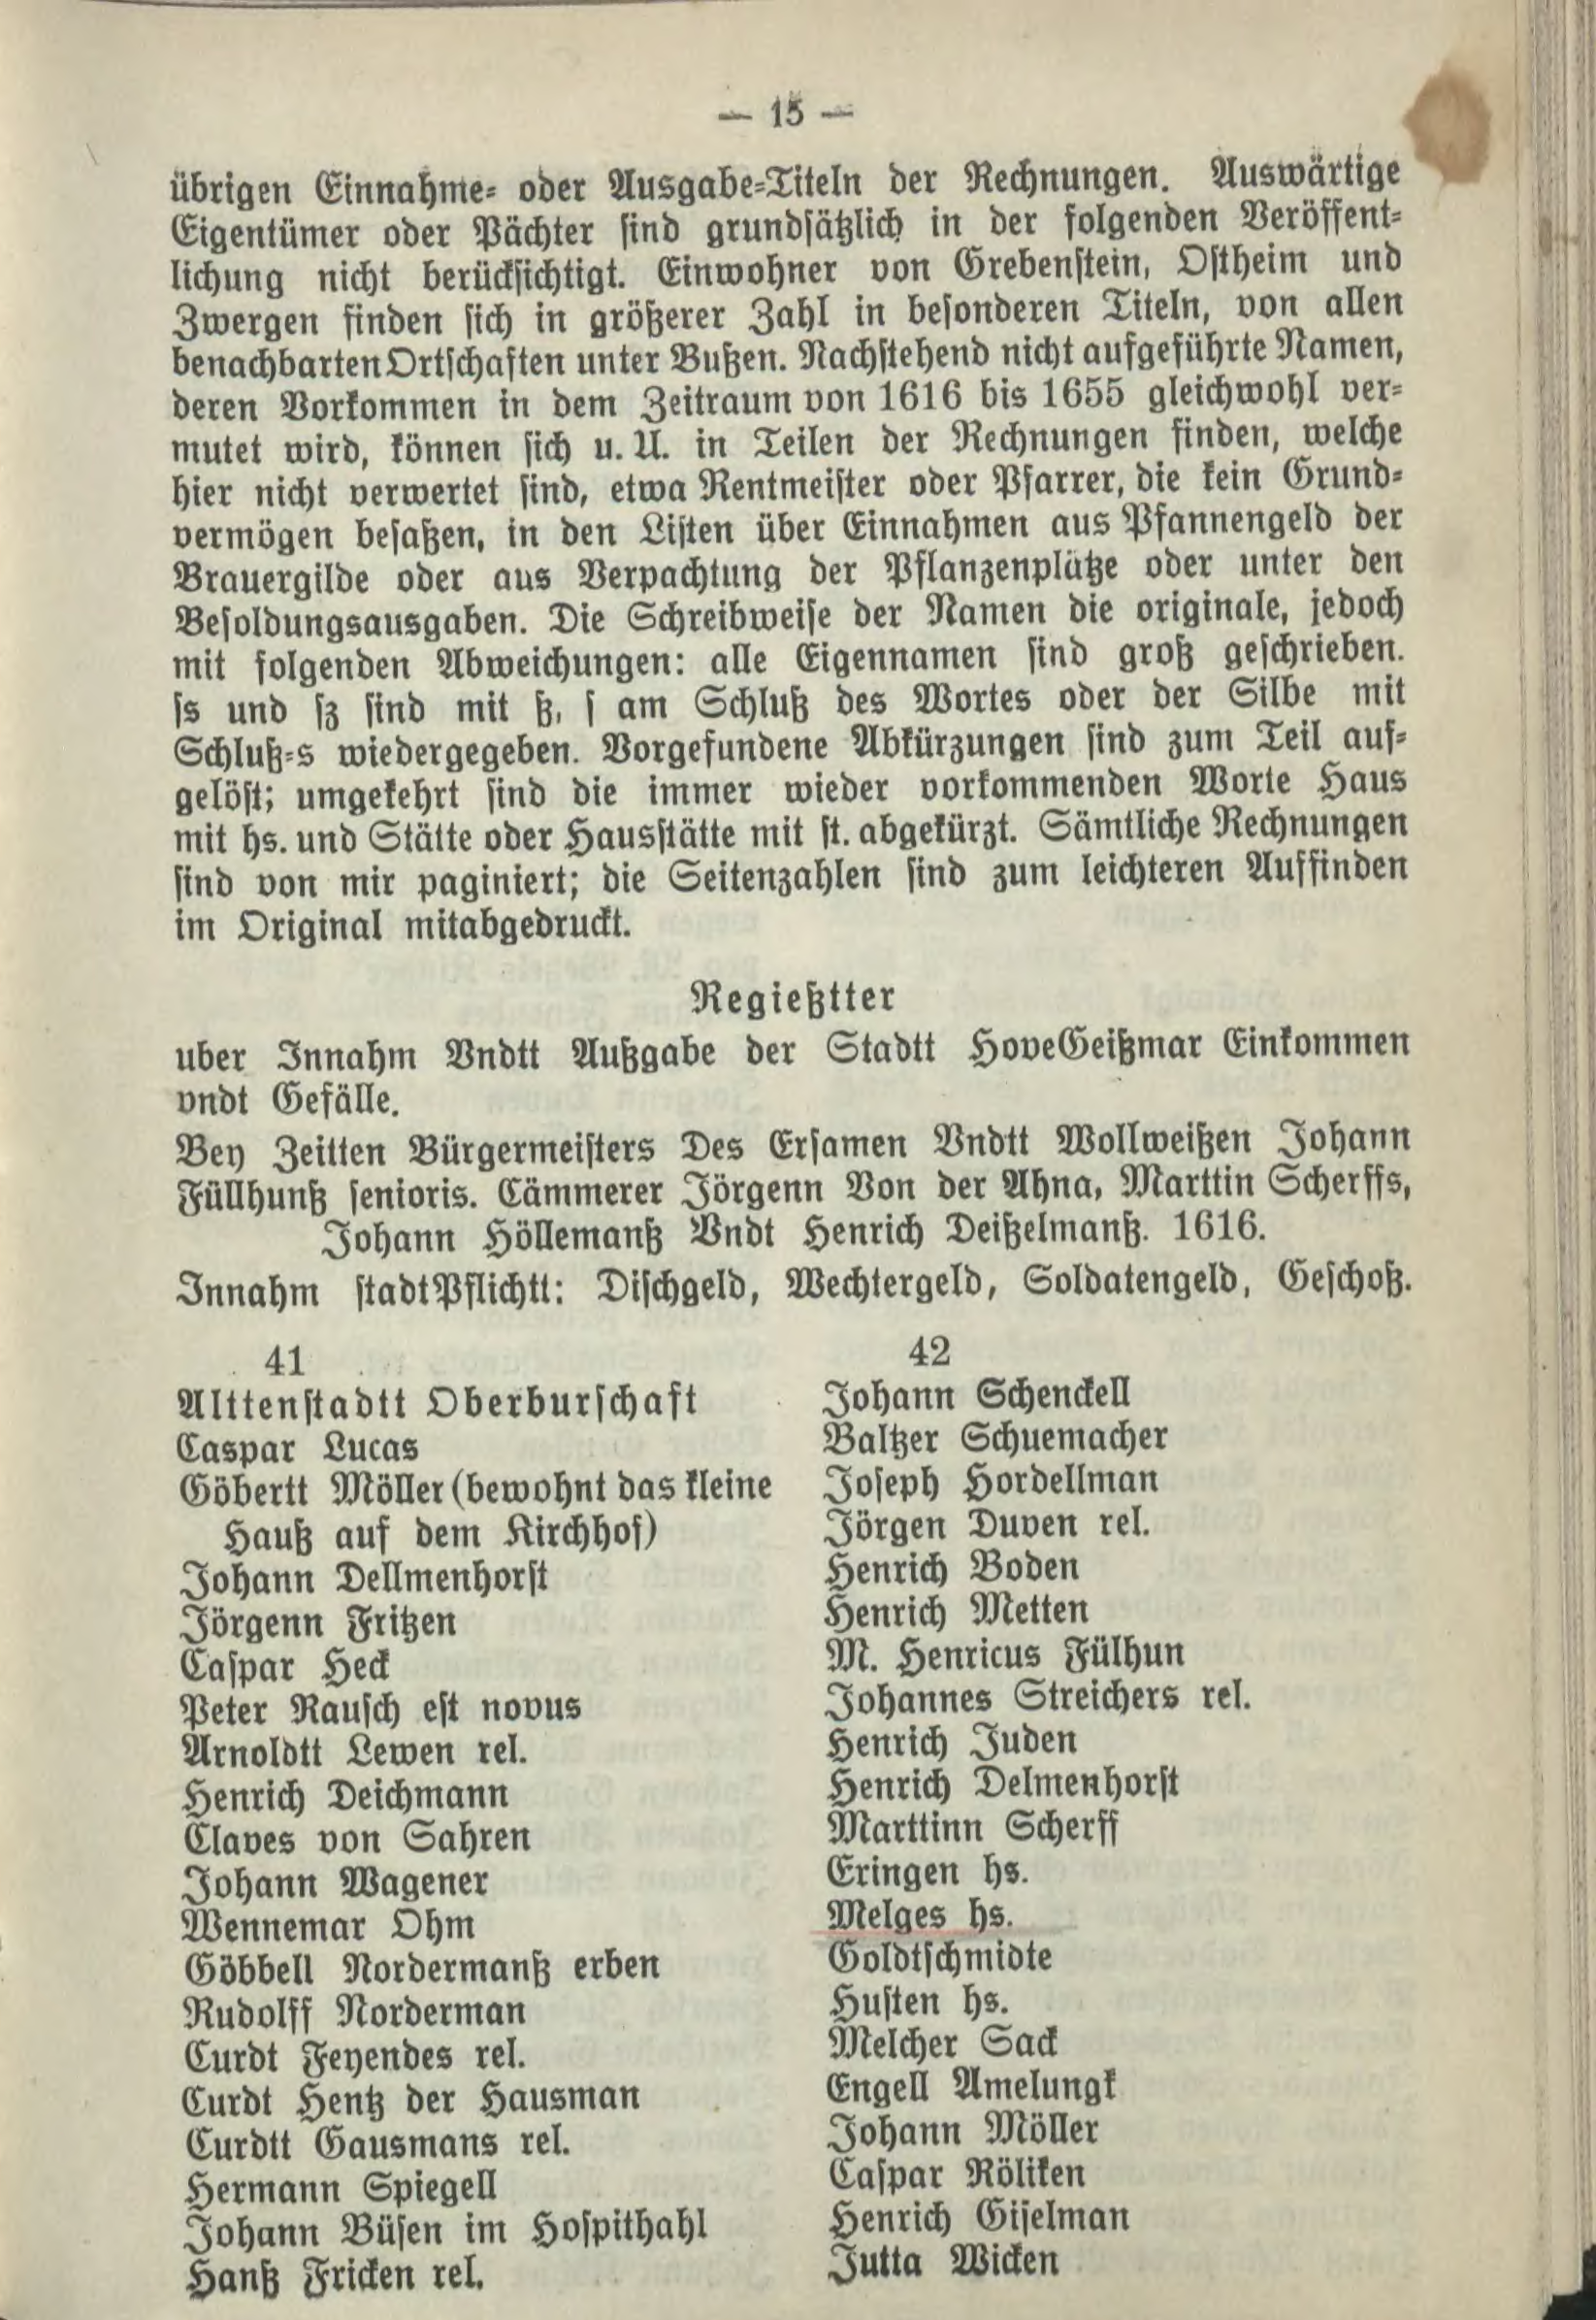 — 15 —
übrigen Einnahme- oder Ausgabe-Titeln der Rechnungen. Auswärtige
Eigentümer oder Pächter sind grundsätzlich in der folgenden Veröffent-
lichung nicht berücksichtigt. Einwohner von Grebenstein, Ostheim und
Zwergen finden sich in größerer Zahl in besonderen Titeln, von allen
benachbarten Ortschaften unter Bußen. Nachstehend nicht aufgeführte Namen,
deren Vorkommen in dem Zeitraum von 1616 bis 1655 gleichwohl ver-
mutet wird, können sich u. U. in Teilen der Rechnungen finden, welche
hier nicht verwertet sind, etwa Rentmeister oder Pfarrer, die kein Grund-
vermögen besaßen, in den Listen über Einnahmen aus Pfannengeld der
Brauergilde oder aus Verpachtung der Pflanzenplätze oder unter den
Besoldungsausgaben. Die Schreibweise der Namen die originale, jedoch
mit folgenden Abweichungen: alle Eigennamen sind groß geschrieben.
ſs und ſz sind mit ß, ſ am Schluß des Wortes oder der Silbe mit
Schluß-s wiedergegeben. Vorgefundene Abkürzungen sind zum Teil auf-
gelöst; umgekehrt sind die immer wieder vorkommenden Worte Haus
mit hs. und Stätte oder Hausstätte mit st. abgekürzt. Sämtliche Rechnungen
sind von mir paginiert; die Seitenzahlen sind zum leichteren Auffinden
im Original mitabgedruckt.
Regießtter
uber Innahm Vndtt Außgabe der Stadtt HoveGeißmar Einkommen
vndt Gefälle.
Bey Zeitten Bürgermeisters Des Ersamen Vndtt Wollweißen Johann
Füllhunß senioris. Cämmerer Jörgenn Von der Ahna, Marttin Scherffs,
Johann Höllemanß Vndt Henrich Deißelmanß. 1616.
Innahm stadtPflichtt: Dischgeld, Wechtergeld, Soldatengeld, Geschoß.
41
Alttenstadtt Oberburschaft
Caspar Lucas
Göbertt Möller (bewohnt das kleine
Hauß auf dem Kirchhof)
Johann Dellmenhorst
Jörgenn Fritzen
Caspar Heck
Peter Rausch est novus
Arnoldtt Lewen rel.
Henrich Deichmann
Claves von Sahren
Johann Wagener
Wennemar Ohm
Göbbell Nordermanß erben
Rudolff Norderman
Curdt Feyendes rel.
Curdt Hentz der Hausman
Curdtt Gausmans rel.
Hermann Spiegell
Johann Büsen im Hospithahl
Hanß Fricken rel.
42
Johann Schenckell
Baltzer Schuemacher
Joseph Hordellman
Jörgen Duven rel.
Henrich Boden
Henrich Metten
M. Henricus Fülhun
Johannes Streichers rel.
Henrich Juden
Henrich Delmenhorst
Marttinn Scherff
Eringen hs.
Melges hs.
Goldtschmidte
Husten hs.
Melcher Sack
Engell Amelungk
Johann Möller
Caspar Röliken
Henrich Giselman
Jutta Wicken